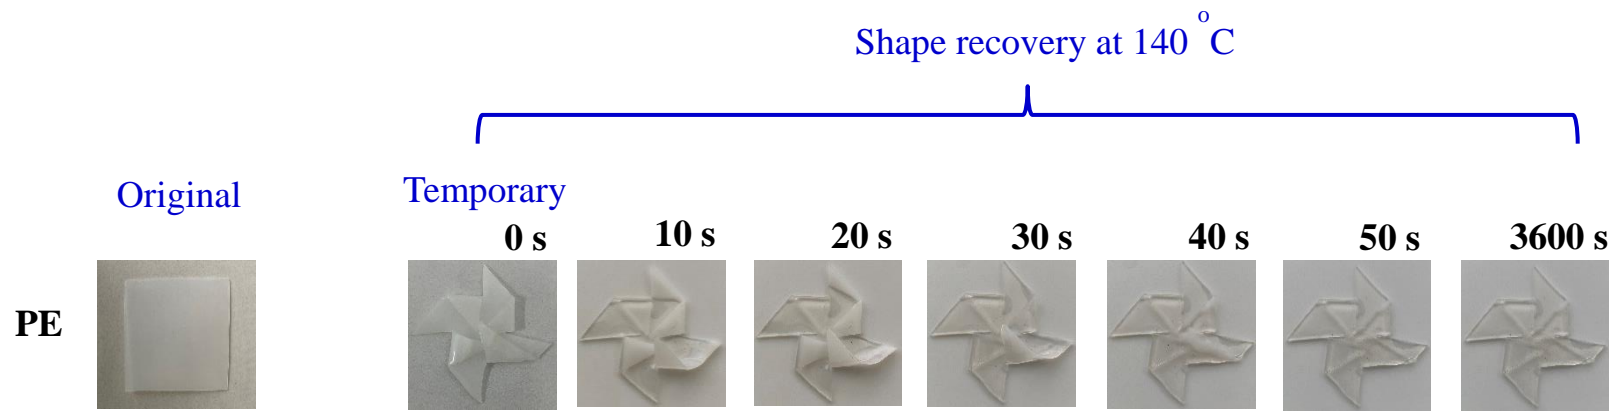 Shape recovery at 140 °C
Original
Temporary
0 s
10 s
20 s
30 s
40 s
50 s
3600 s
PE